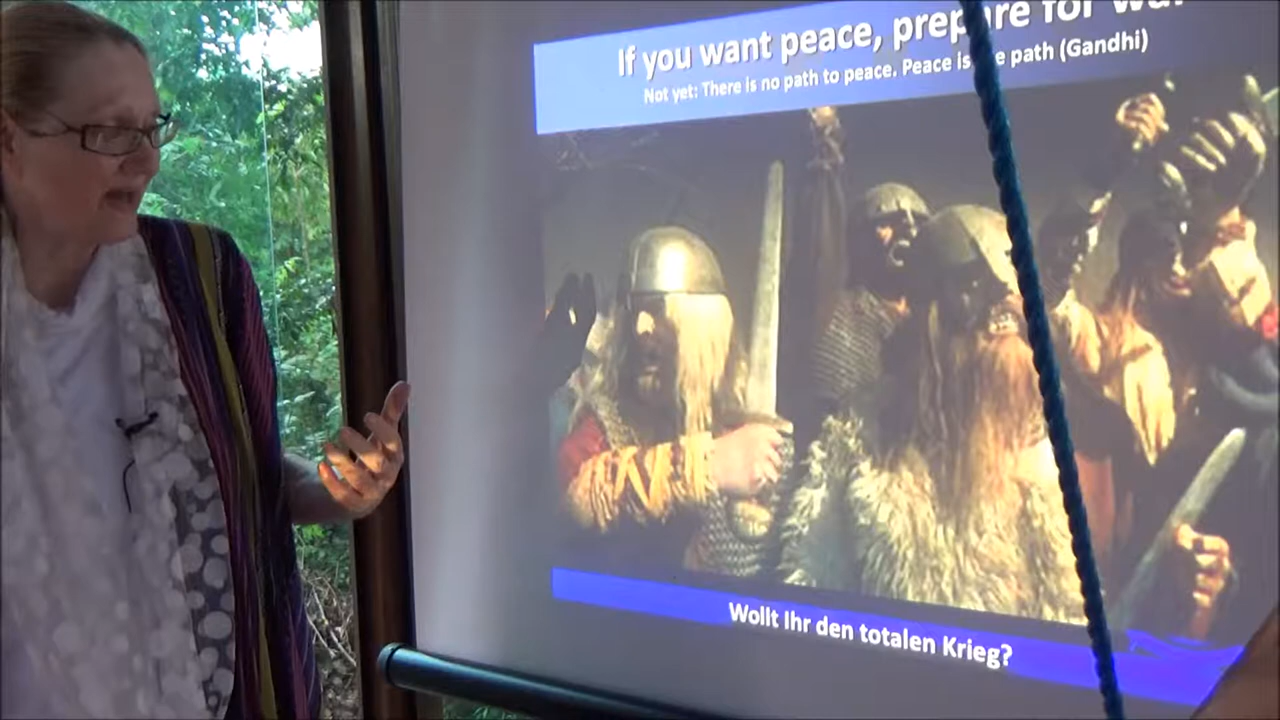 If you want peace, prepare for war
Not yet: There is no path to peace. Peace is the path (Gandhi)
Wollt Ihr den totalen Krieg?